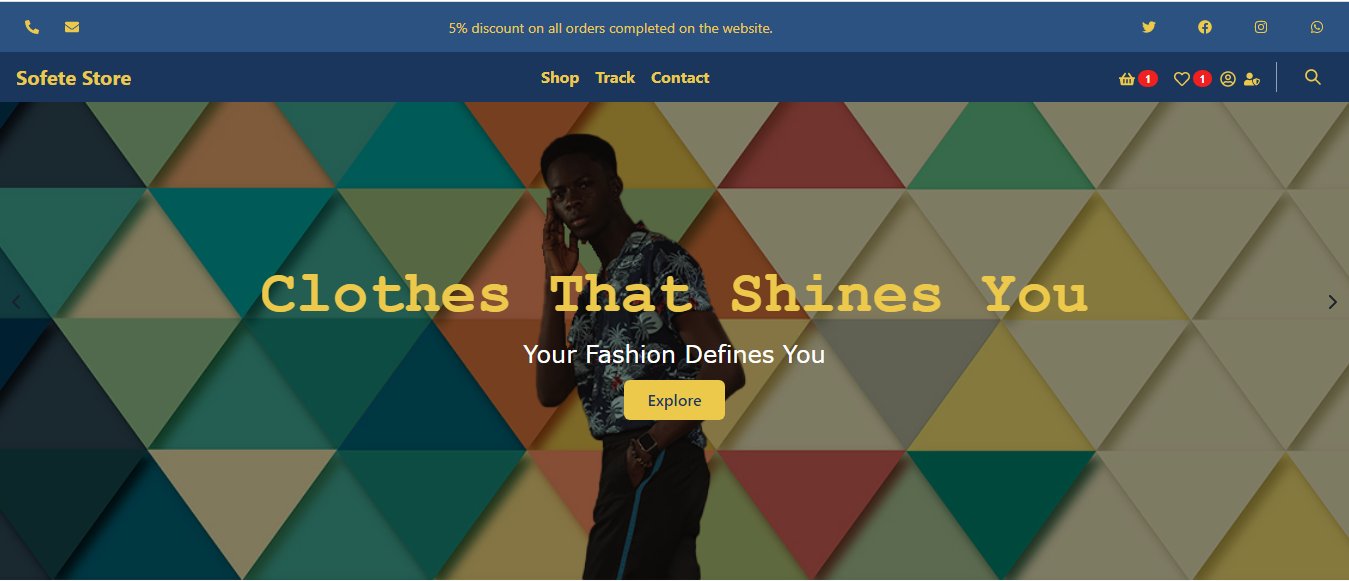 5% discount on all orders completed on the website.
Sofete Store
Shop Track Contact
1 1
Clothes That Shines You
Your Fashion Defines You
Explore